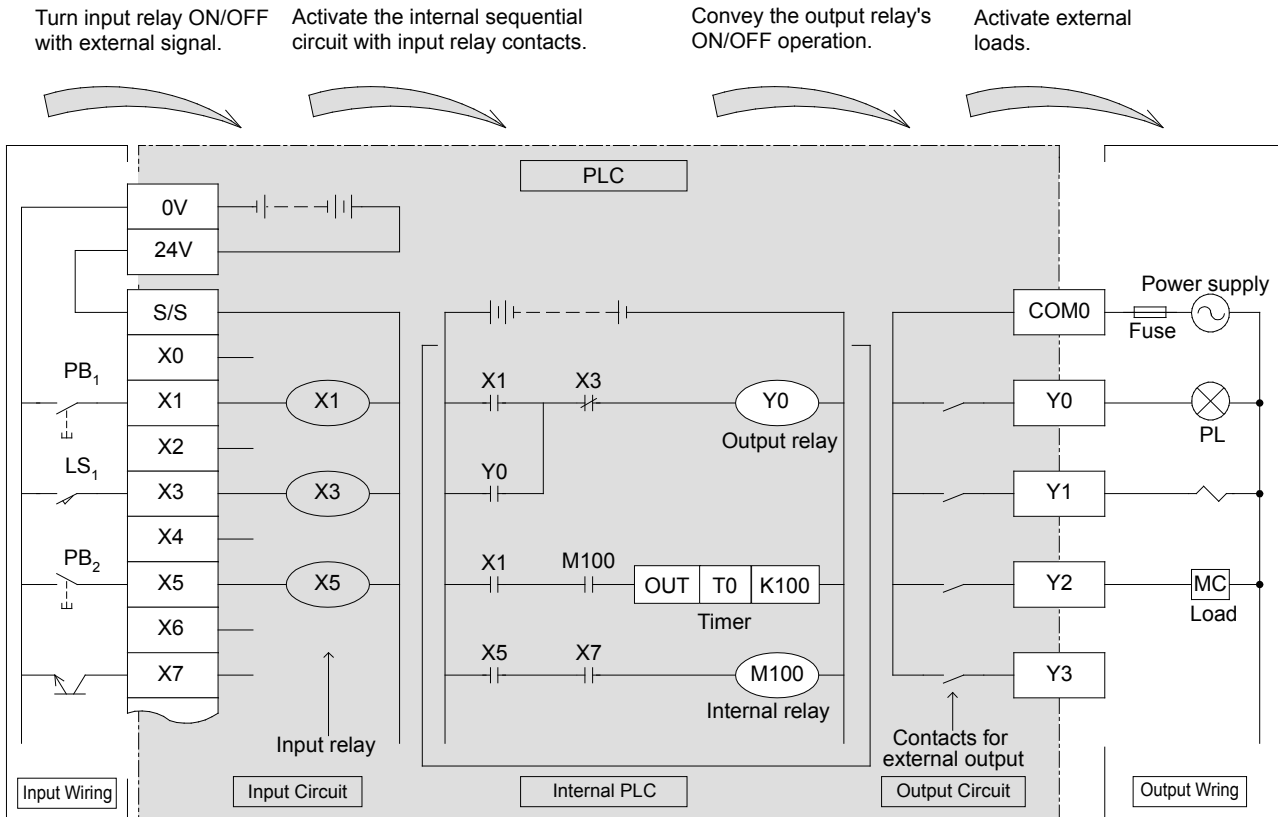 Turn input relay ON/OFF
with external signal.
Activate the internal sequential
circuit with input relay contacts.
Convey the output relay's
ON/OFF operation.
Activate external
loads.
PLC
0V
24V
S/S
X0
X1
X2
X3
X4
X5
X6
X7
PB1
LS1
PB2
X1
X3
X5
Input relay
X1
X3
Y0
Output relay
Y0
X1
M100
OUT
T0
K100
Timer
X5
X7
M100
Internal relay
COM0
Y0
Y1
Y2
Y3
Contacts for
external output
Power supply
Fuse
PL
MC
Load
Input Wiring
Input Circuit
Internal PLC
Output Circuit
Output Wring